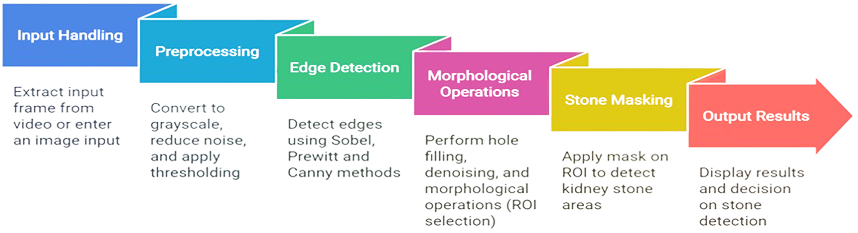 Input Handling
Extract input
frame from
video or enter
an image input
Preprocessing
Convert to
grayscale,
reduce noise,
and apply
thresholding
Edge Detection
Detect edges
using Sobel,
Prewitt and
Canny methods
Morphological
Operations
Perform hole
filling,
denoising, and
morphological
operations (ROI
selection)
Stone Masking
Apply mask on
ROI to detect
kidney stone
areas
Output Results
Display results
and decision
on stone
detection